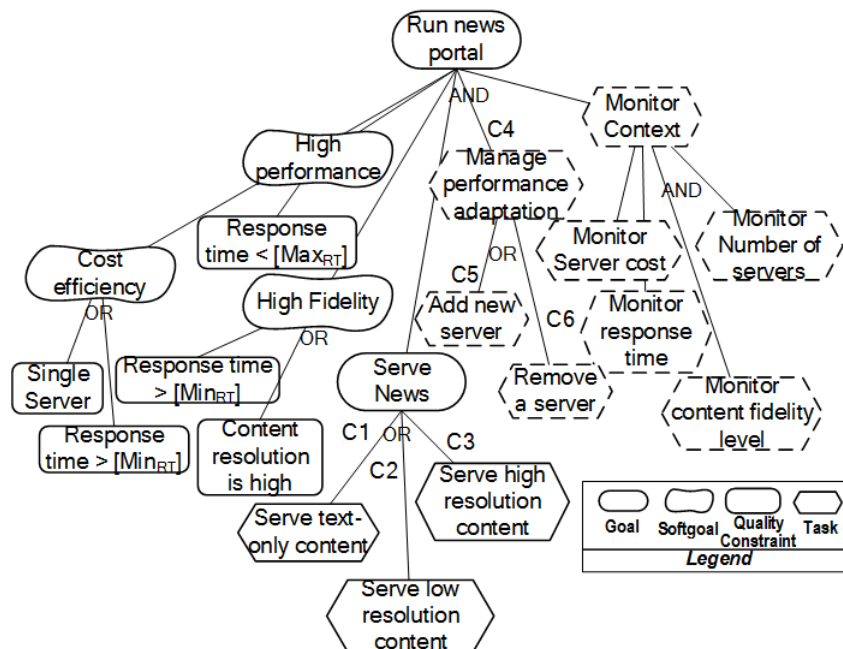 Run news
portal
AND
C4
Monitor
Context
High
performance
Manage
performance
adaptation
AND
Response
time < [MaxRT]
Monitor
Server cost
Monitor
Number of
servers
Cost
efficiency
OR
High Fidelity
OR
C5
OR
Add new
server
C6
Monitor
response
time
Single
Server
Response time
> [MinRT]
Serve
News
Remove
a server
Monitor
content fidelity
level
Response
time > [MinRT]
Content
resolution
is high
C1
OR
C2
C3
Serve text-
only content
Serve high
resolution
content
Serve low
resolution
content
Goal
Softgoal
Quality
Constraint
Task
Legend